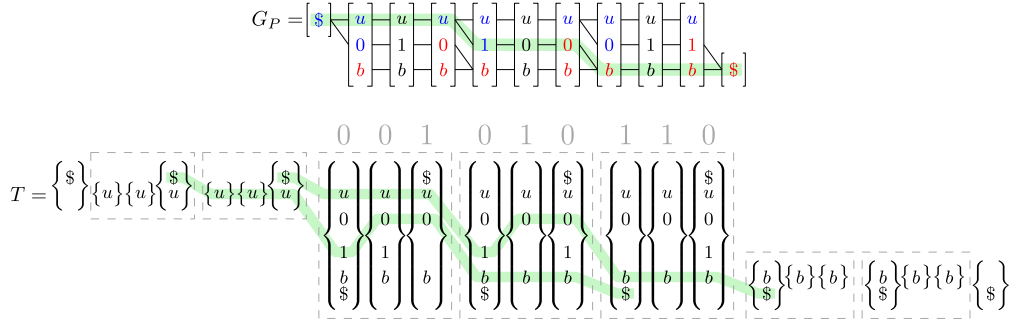 $G_P = [$] u u u u u u u u u
0 1 0 1 0 0 0 1 1
b b b b b b b b b [$]
0 0 1 0 1 0 1 1 0
$ $ $ $ $ $
T = { } {u}{u}{u} {u}{u}{u} u u u u u u u u u
0 0 0 0 0 0 0 0 0
1 1 1 1 1
b b b b b b b b b b {b}{b} b {b}{b}
$ $ $ $ $ $